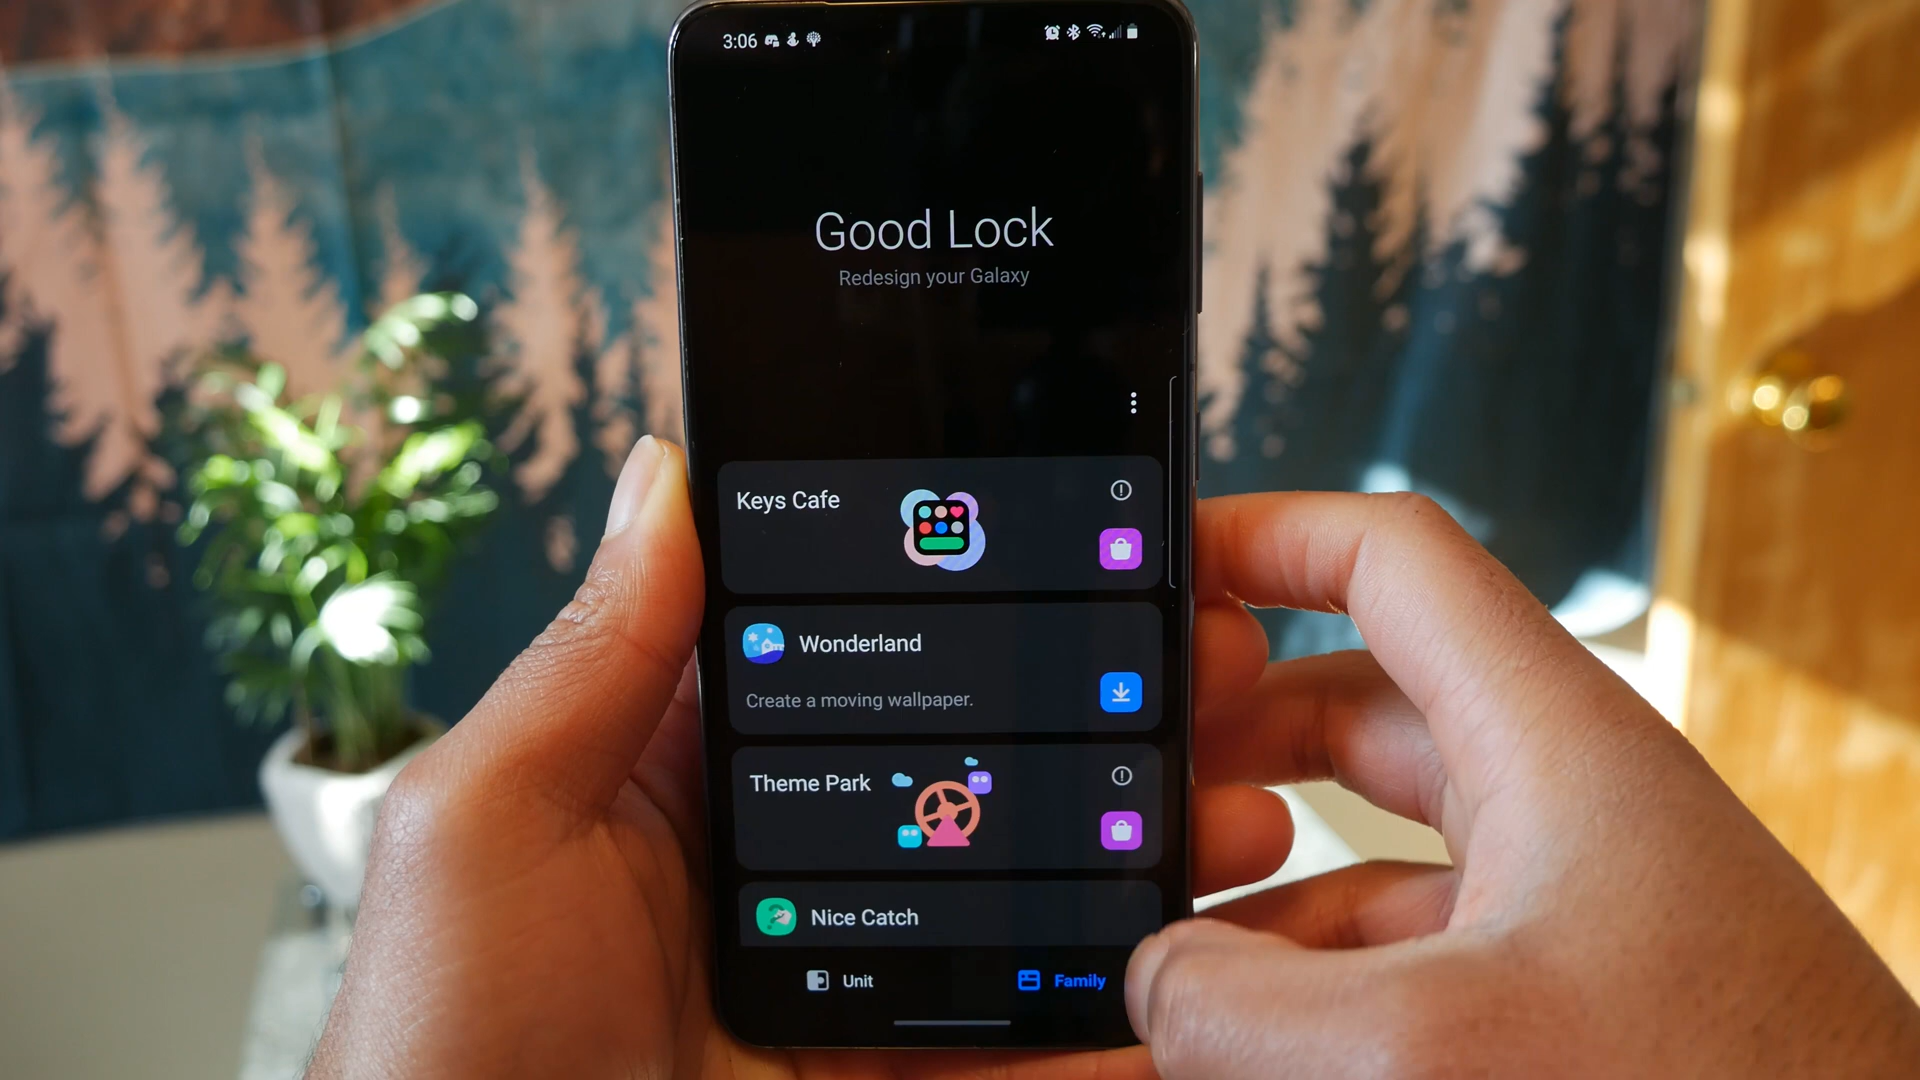 3:06
Good Lock
Redesign your Galaxy
Keys Cafe
Wonderland
Create a moving wallpaper.
Theme Park
Nice Catch
Unit
Family